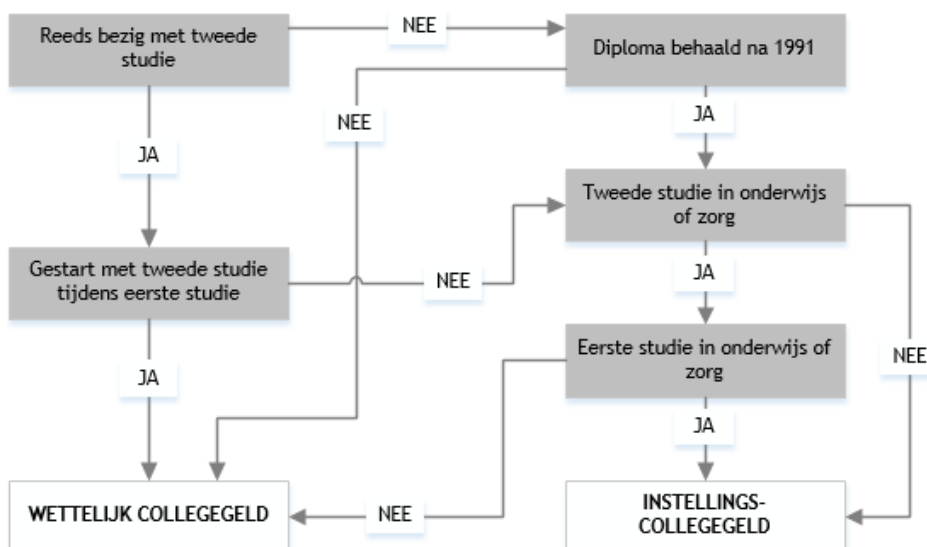 Reeds bezig met tweede
studie
NEE
Diploma behaald na 1991
NEE
JA
JA
Tweede studie in onderwijs
of zorg
Gestart met tweede studie
tijdens eerste studie
NEE
JA
Eerste studie in onderwijs of
zorg
NEE
JA
JA
WETTELIJK COLLEGEGELD
NEE
INSTELLINGS-
COLLEGEGELD